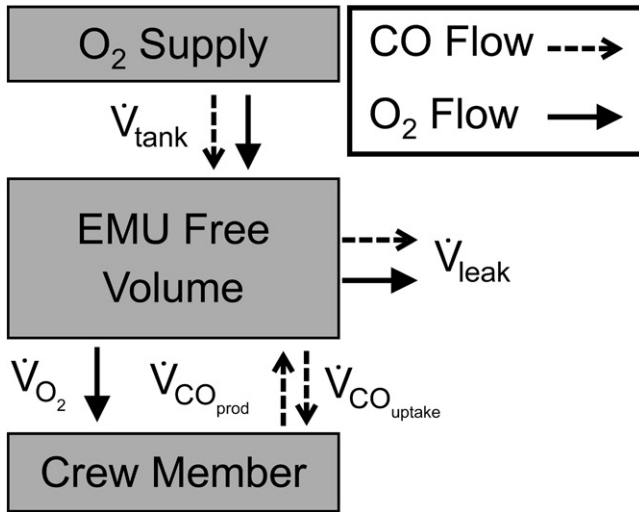 O₂ Supply
CO Flow
O₂ Flow
V̇tank
EMU Free
Volume
V̇leak
V̇O₂
V̇COprod
V̇COuptake
Crew Member